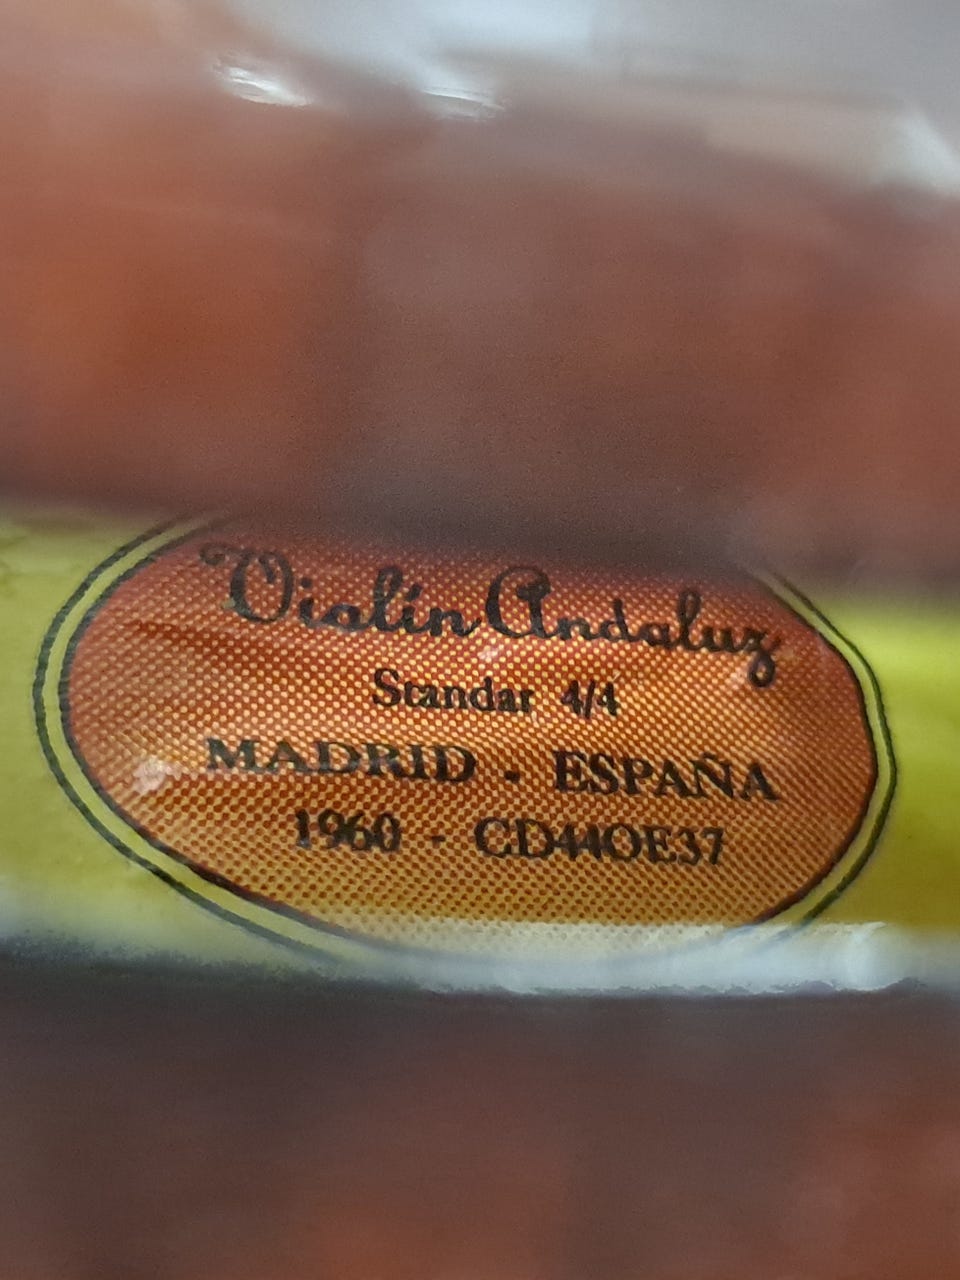 Violín Andaluz
Standar 4/4
MADRID - ESPAÑA
1960 - CD44OE37